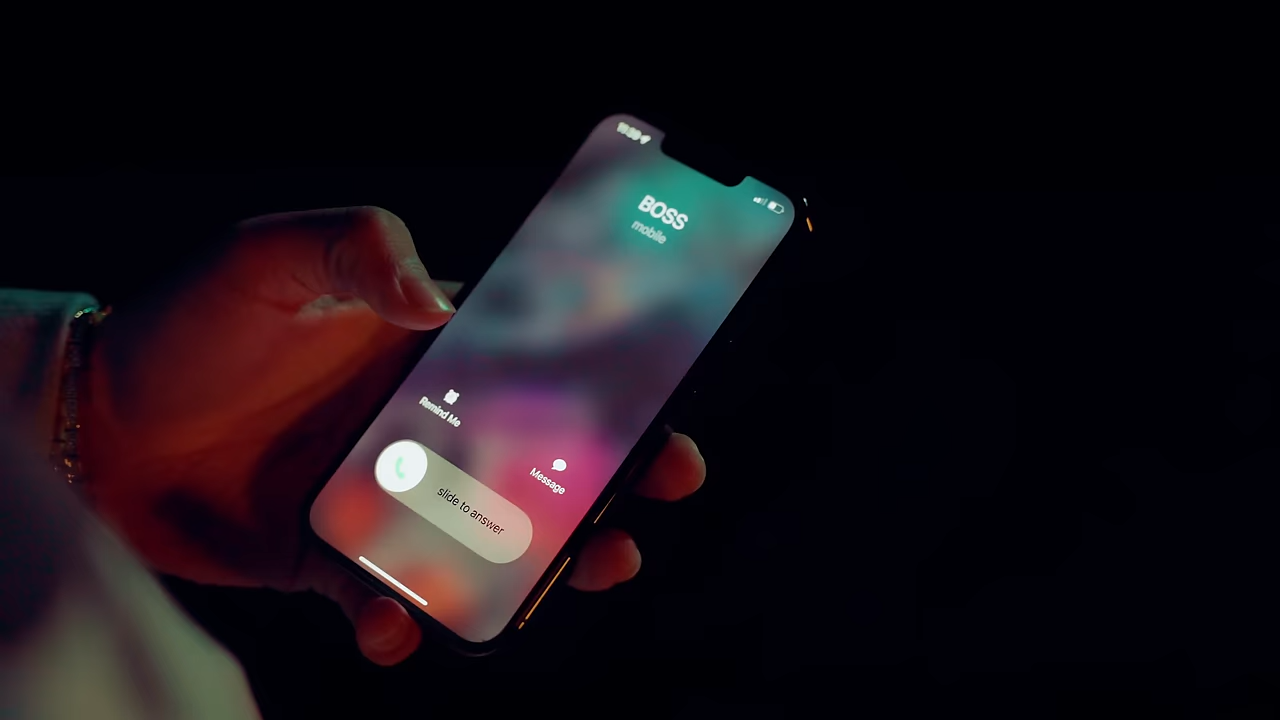 BOSS
mobile
Remind Me
Message
slide to answer